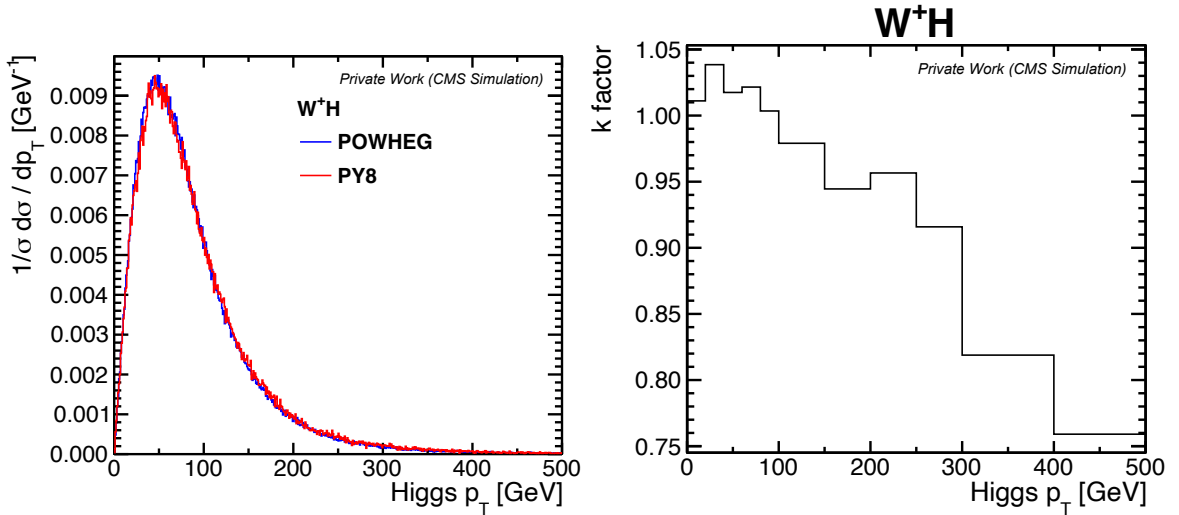 Private Work (CMS Simulation)
W⁺H
POWHEG
PY8
1/σ dσ / dp_T [GeV⁻¹]
0.009
0.008
0.007
0.006
0.005
0.004
0.003
0.002
0.001
0.000
0 100 200 300 400 500
Higgs p_T [GeV]
W⁺H
Private Work (CMS Simulation)
k factor
1.05
1.00
0.95
0.90
0.85
0.80
0.75
0 100 200 300 400 500
Higgs p_T [GeV]